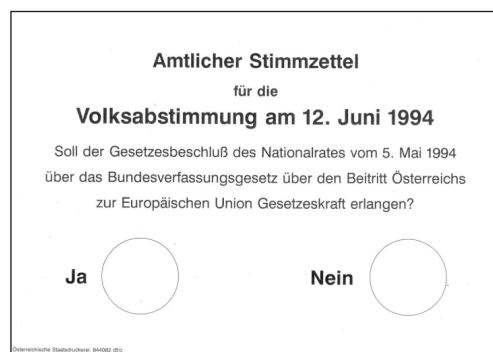 Amtlicher Stimmzettel
für die
Volksabstimmung am 12. Juni 1994
Soll der Gesetzesbeschluß des Nationalrates vom 5. Mai 1994
über das Bundesverfassungsgesetz über den Beitritt Österreichs
zur Europäischen Union Gesetzeskraft erlangen?
Ja Nein
Österreichische Staatsdruckerei. 944082